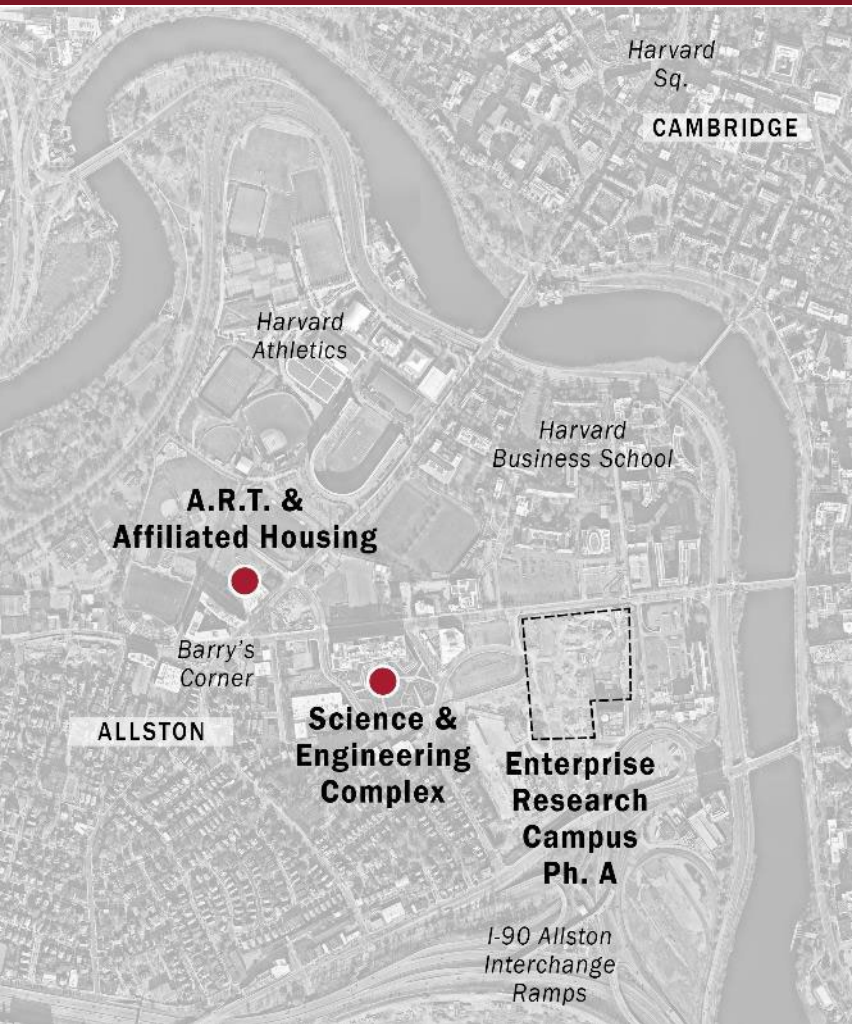 Harvard
Sq.
CAMBRIDGE
Harvard
Athletics
Harvard
Business School
A.R.T. &
Affiliated Housing
Barry's
Corner
ALLSTON
Science &
Engineering
Complex
Enterprise
Research
Campus
Ph. A
I-90 Allston
Interchange
Ramps